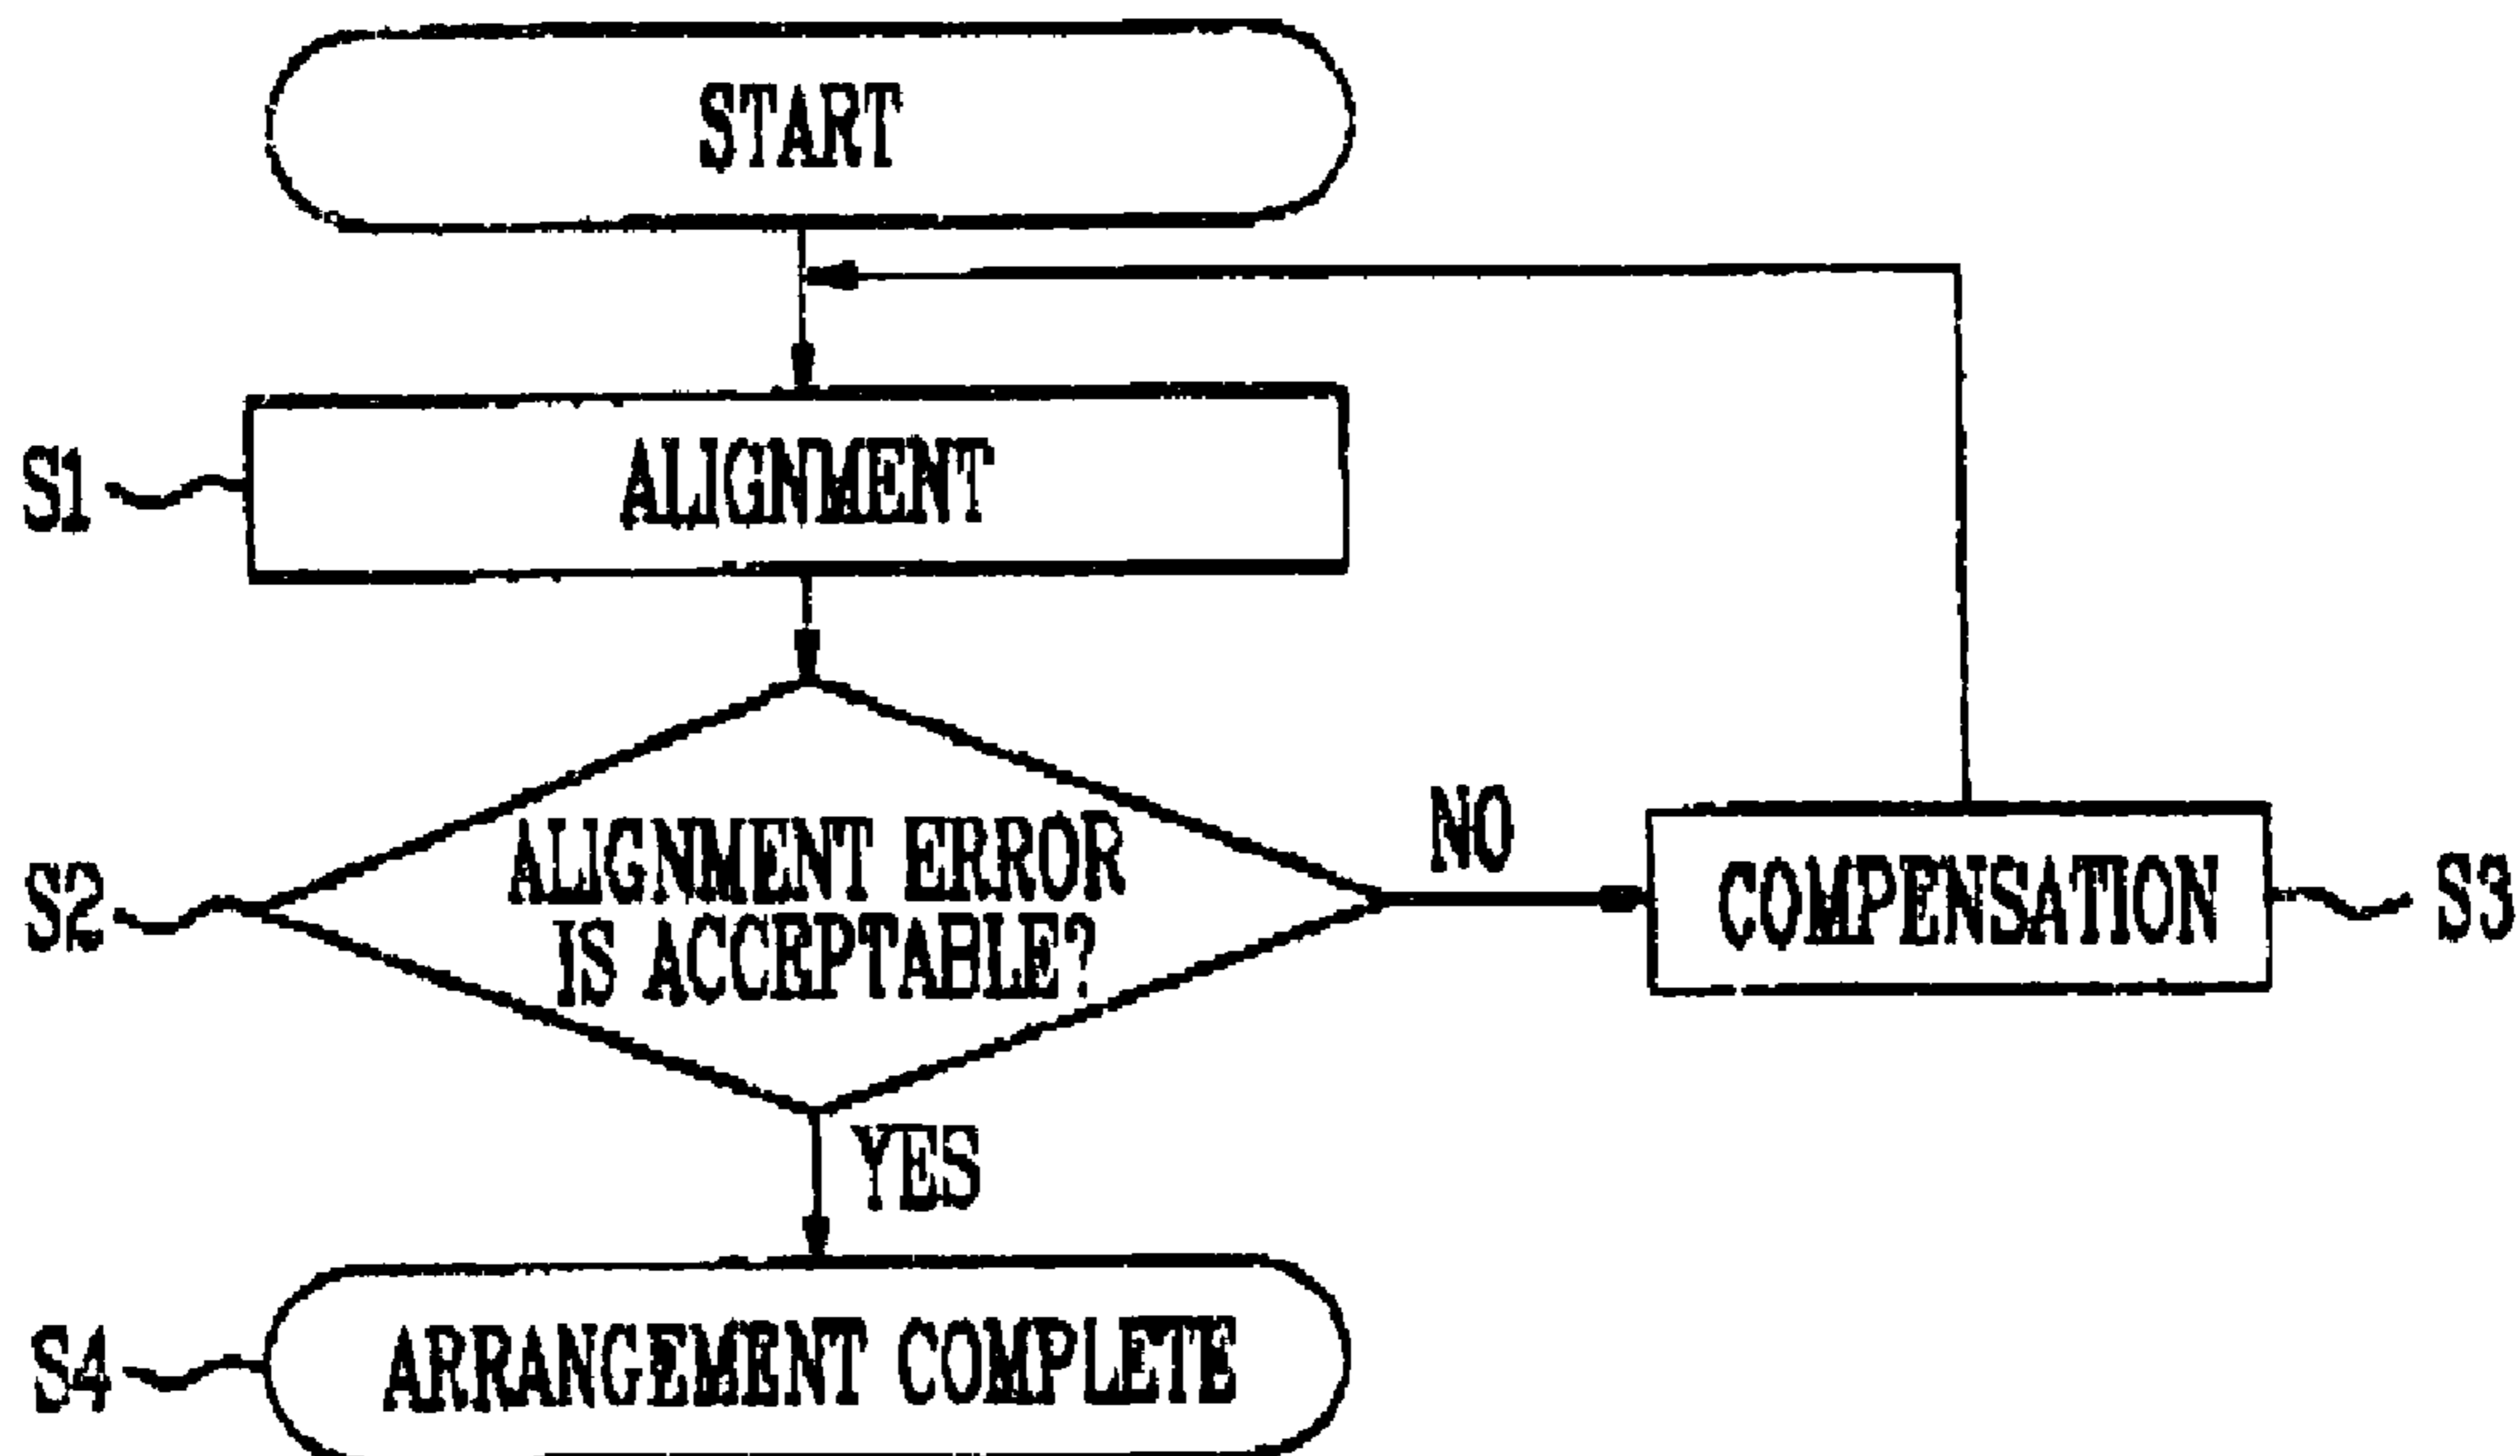 START
S1
ALIGNMENT
S2
ALIGNMENT ERROR
IS ACCEPTABLE?
NO
COMPENSATION
S3
YES
S4
ARRANGEMENT COMPLETE